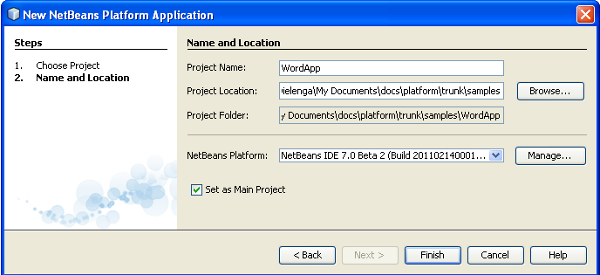 New NetBeans Platform Application
Steps
1. Choose Project
2. Name and Location
Name and Location
Project Name: WordApp
Project Location: ielenga\My Documents\docs\platform\trunk\samples Browse...
Project Folder: y Documents\docs\platform\trunk\samples\WordApp
NetBeans Platform: NetBeans IDE 7.0 Beta 2 (Build 201102140001... Manage...
Set as Main Project
< Back Next > Finish Cancel Help